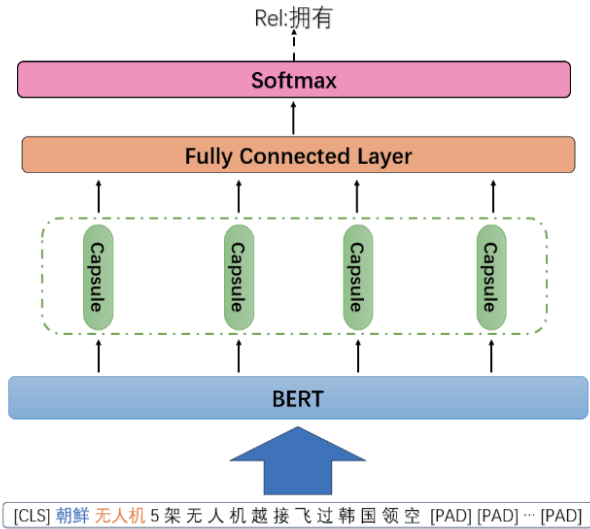 Rel:拥有
Softmax
Fully Connected Layer
Capsule Capsule Capsule Capsule
BERT
[CLS] 朝鲜 无人机 5 架 无 人 机 越 接 飞 过 韩 国 领 空 [PAD] [PAD] ··· [PAD]